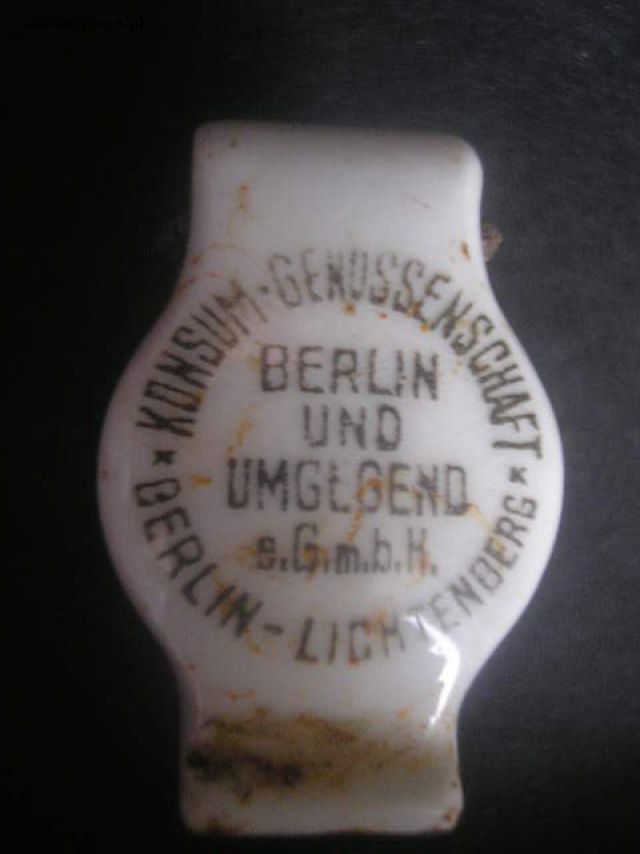 KONSUM-GENOSSENSCHAFT
BERLIN
UND
UMGEGEND
e.G.m.b.H.
* BERLIN-LICHTENBERG *